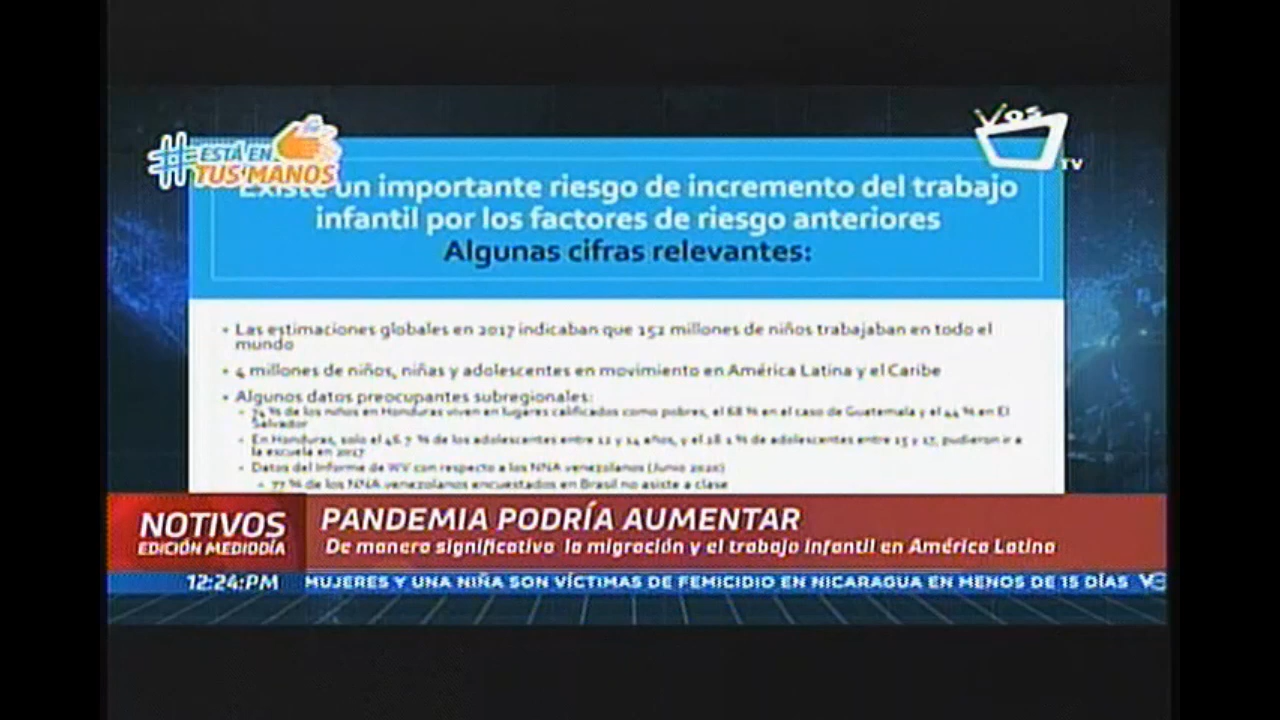 #ESTÁ EN
TUS MANOS
VOS
TV
Existe un importante riesgo de incremento del trabajo
infantil por los factores de riesgo anteriores
Algunas cifras relevantes:
• Las estimaciones globales en 2017 indicaban que 152 millones de niños trabajaban en todo el
mundo
• 4 millones de niños, niñas y adolescentes en movimiento en América Latina y el Caribe
• Algunos datos preocupantes subregionales:
• 74 % de los niños en Honduras viven en lugares calificados como pobres, el 68 % en el caso de Guatemala y el 44 % en El
Salvador
• En Honduras, solo el 46.7 % de los adolescentes entre 12 y 14 años, y el 28.1 % de adolescentes entre 15 y 17, pudieron ir a
la escuela en 2017
• Datos del Informe de WV con respecto a los NNA venezolanos (Junio 2020)
• 77 % de los NNA venezolanos encuestados en Brasil no asiste a clase
NOTIVOS
EDICIÓN MEDIODÍA
PANDEMIA PODRÍA AUMENTAR
De manera significativa la migración y el trabajo infantil en América Latina
12:24:PM
MUJERES Y UNA NIÑA SON VÍCTIMAS DE FEMICIDIO EN NICARAGUA EN MENOS DE 15 DÍAS